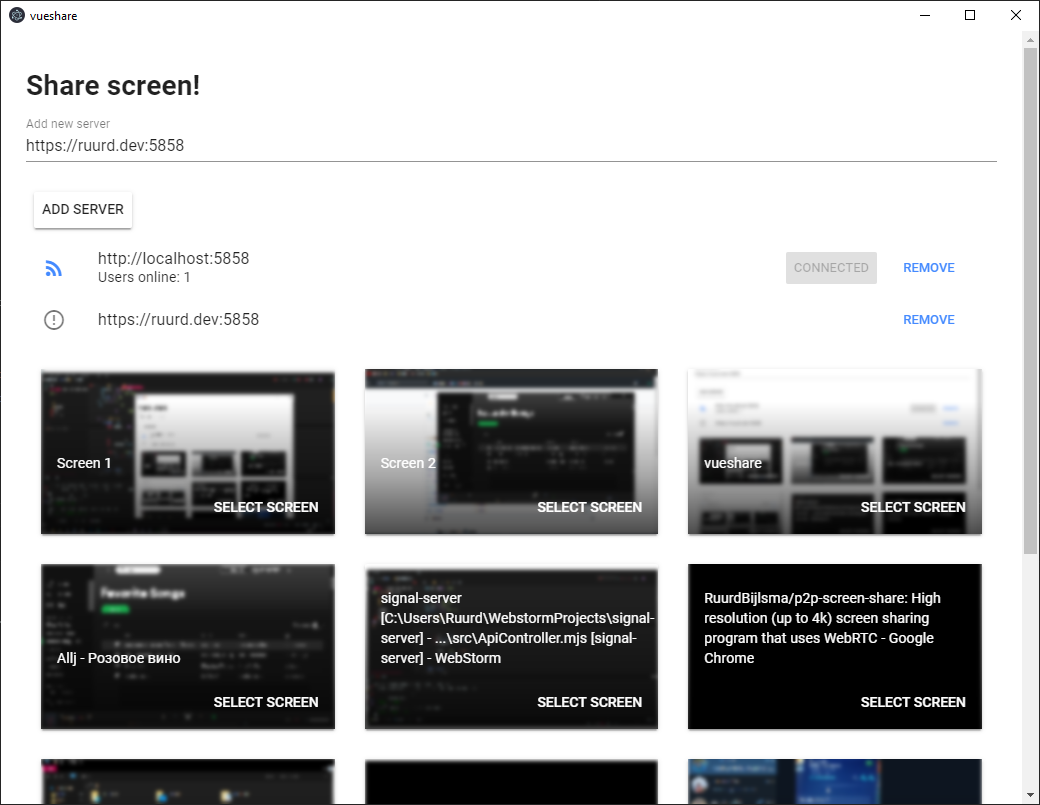 vueshare
Share screen!
Add new server
https://ruurd.dev:5858
ADD SERVER
http://localhost:5858
Users online: 1
CONNECTED
REMOVE
https://ruurd.dev:5858
REMOVE
Screen 1
SELECT SCREEN
Screen 2
SELECT SCREEN
vueshare
SELECT SCREEN
Favorite Songs
Allj - Розовое вино
SELECT SCREEN
signal-server
[C:\Users\Ruurd\WebstormProjects\signal-
server] - ...\src\ApiController.mjs [signal-
server] - WebStorm
SELECT SCREEN
RuurdBijlsma/p2p-screen-share: High
resolution (up to 4k) screen sharing
program that uses WebRTC - Google
Chrome
SELECT SCREEN